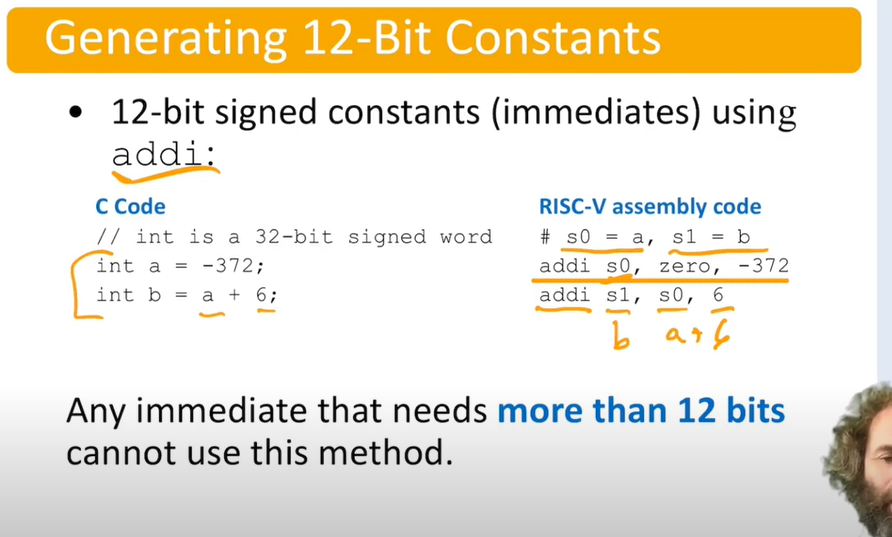 Generating 12-Bit Constants
• 12-bit signed constants (immediates) using
addi:
C Code
// int is a 32-bit signed word
int a = -372;
int b = a + 6;
RISC-V assembly code
# s0 = a, s1 = b
addi s0, zero, -372
addi s1, s0, 6
b a+6
Any immediate that needs more than 12 bits
cannot use this method.